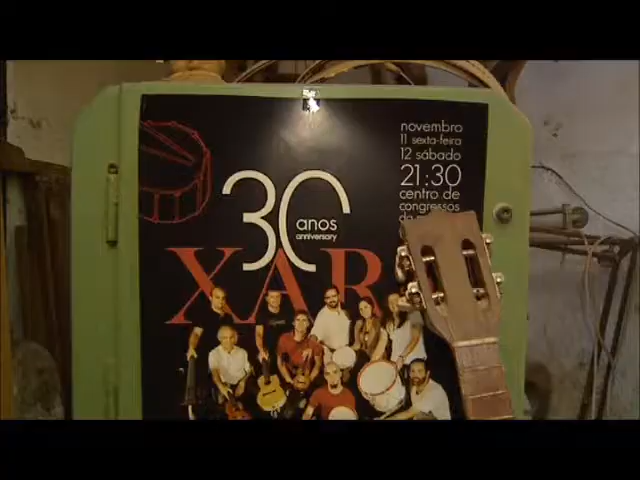 novembro
11 sexta-feira
12 sábado
21:30
centro de
congressos
30
anos
anniversary
XAR